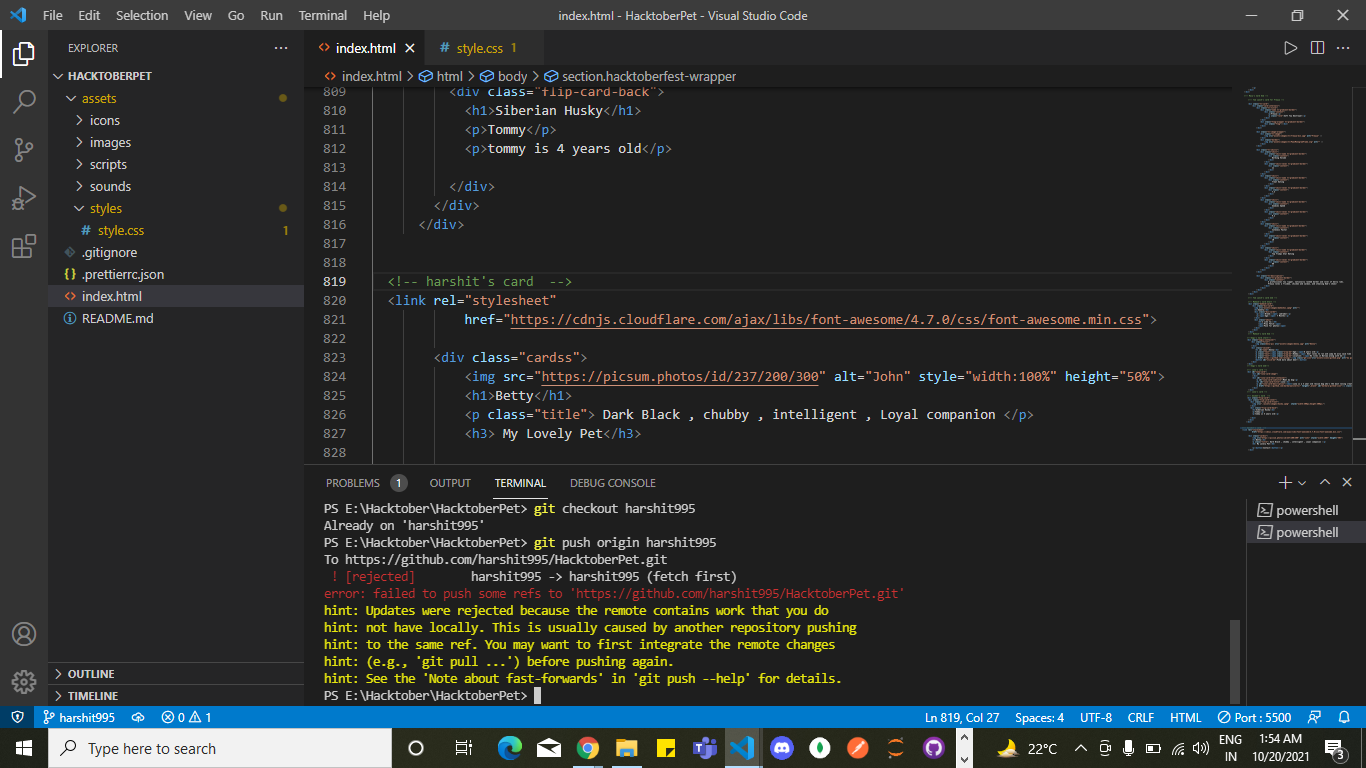 File Edit Selection View Go Run Terminal Help
index.html - HacktoberPet - Visual Studio Code
EXPLORER
HACKTOBERPET
assets
icons
images
scripts
sounds
styles
# style.css 1
.gitignore
{} .prettierrc.json
<> index.html
README.md
OUTLINE
TIMELINE
<> index.html # style.css 1
<> index.html > html > body > section.hacktoberfest-wrapper
809 <div class="flip-card-back">
810 <h1>Siberian Husky</h1>
811 <p>Tommy</p>
812 <p>tommy is 4 years old</p>
813
814 </div>
815 </div>
816 </div>
817
818
819 <!-- harshit's card  -->
820 <link rel="stylesheet"
821 href="https://cdnjs.cloudflare.com/ajax/libs/font-awesome/4.7.0/css/font-awesome.min.css">
822
823 <div class="cardss">
824 <img src="https://picsum.photos/id/237/200/300" alt="John" style="width:100%" height="50%">
825 <h1>Betty</h1>
826 <p class="title"> Dark Black , chubby , intelligent , Loyal companion </p>
827 <h3> My Lovely Pet</h3>
828
PROBLEMS 1 OUTPUT TERMINAL DEBUG CONSOLE
PS E:\Hacktober\HacktoberPet> git checkout harshit995
Already on 'harshit995'
PS E:\Hacktober\HacktoberPet> git push origin harshit995
To https://github.com/harshit995/HacktoberPet.git
! [rejected] harshit995 -> harshit995 (fetch first)
error: failed to push some refs to 'https://github.com/harshit995/HacktoberPet.git'
hint: Updates were rejected because the remote contains work that you do
hint: not have locally. This is usually caused by another repository pushing
hint: to the same ref. You may want to first integrate the remote changes
hint: (e.g., 'git pull ...') before pushing again.
hint: See the 'Note about fast-forwards' in 'git push --help' for details.
PS E:\Hacktober\HacktoberPet>
powershell
powershell
harshit995 0 1 Ln 819, Col 27 Spaces: 4 UTF-8 CRLF HTML Port : 5500
Type here to search
22°C
ENG
IN
1:54 AM
10/20/2021
3